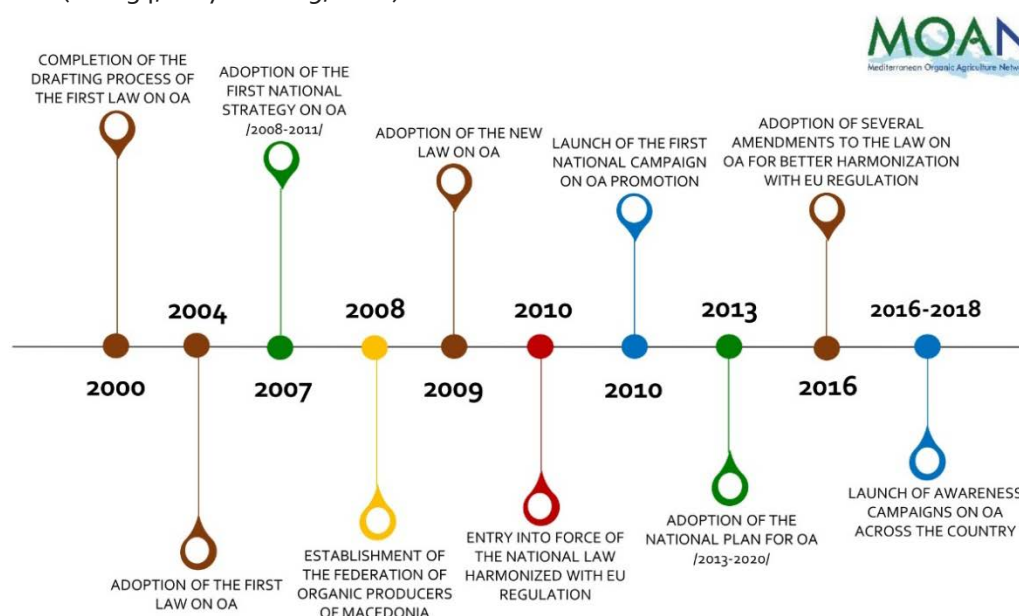 MOAN
Mediterranean Organic Agriculture
COMPLETION OF THE
DRAFTING PROCESS OF
THE FIRST LAW ON OA
ADOPTION OF THE
FIRST NATIONAL
STRATEGY ON OA
/2008-2011/
ADOPTION OF THE NEW
LAW ON OA
LAUNCH OF THE FIRST
NATIONAL CAMPAIGN
ON OA PROMOTION
ADOPTION OF SEVERAL
AMENDMENTS TO THE LAW ON
OA FOR BETTER HARMONIZATION
WITH EU REGULATION
2004
2008
2010
2013
2016-2018
2000
2007
2009
2010
2016
ADOPTION OF THE FIRST
LAW ON OA
ESTABLISHMENT OF
THE FEDERATION OF
ORGANIC PRODUCERS
OF MACEDONIA
ENTRY INTO FORCE OF
THE NATIONAL LAW
HARMONIZED WITH EU
REGULATION
ADOPTION OF THE
NATIONAL PLAN FOR OA
/2013-2020/
LAUNCH OF AWARENESS
CAMPAIGNS ON OA
ACROSS THE COUNTRY